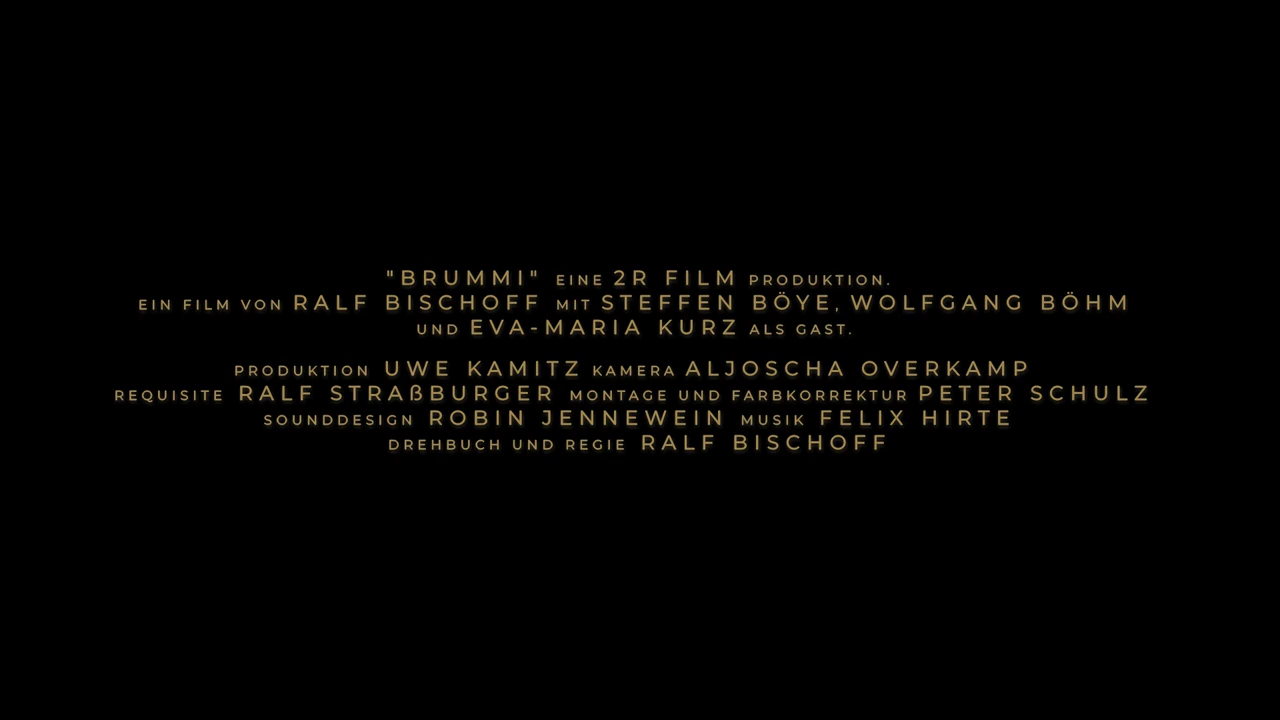 "BRUMMI" EINE 2R FILM PRODUKTION.
EIN FILM VON RALF BISCHOFF MIT STEFFEN BÖYE, WOLFGANG BÖHM
UND EVA-MARIA KURZ ALS GAST.
PRODUKTION UWE KAMITZ KAMERA ALJOSCHA OVERKAMP
REQUISITE RALF STRAßBURGER MONTAGE UND FARBKORREKTUR PETER SCHULZ
SOUNDDESIGN ROBIN JENNEWEIN MUSIK FELIX HIRTE
DREHBUCH UND REGIE RALF BISCHOFF